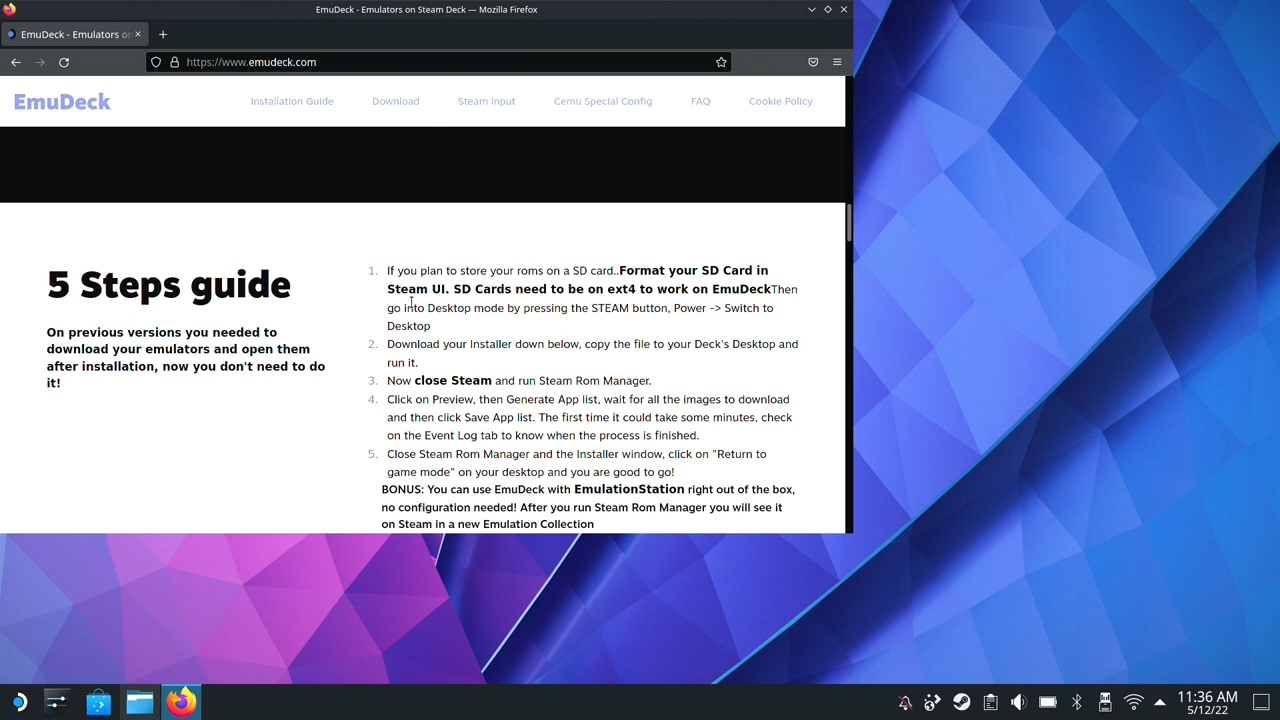 EmuDeck - Emulators on Steam Deck — Mozilla Firefox
EmuDeck - Emulators on
https://www.emudeck.com
EmuDeck
Installation Guide
Download
Steam Input
Cemu Special Config
FAQ
Cookie Policy
5 Steps guide
On previous versions you needed to
download your emulators and open them
after installation, now you don't need to do
it!
1. If you plan to store your roms on a SD card..Format your SD Card in
Steam UI. SD Cards need to be on ext4 to work on EmuDeckThen
go into Desktop mode by pressing the STEAM button, Power -> Switch to
Desktop
2. Download your Installer down below, copy the file to your Deck's Desktop and
run it.
3. Now close Steam and run Steam Rom Manager.
4. Click on Preview, then Generate App list, wait for all the images to download
and then click Save App list. The first time it could take some minutes, check
on the Event Log tab to know when the process is finished.
5. Close Steam Rom Manager and the Installer window, click on "Return to
game mode" on your desktop and you are good to go!
BONUS: You can use EmuDeck with EmulationStation right out of the box,
no configuration needed! After you run Steam Rom Manager you will see it
on Steam in a new Emulation Collection
11:36 AM
5/12/22